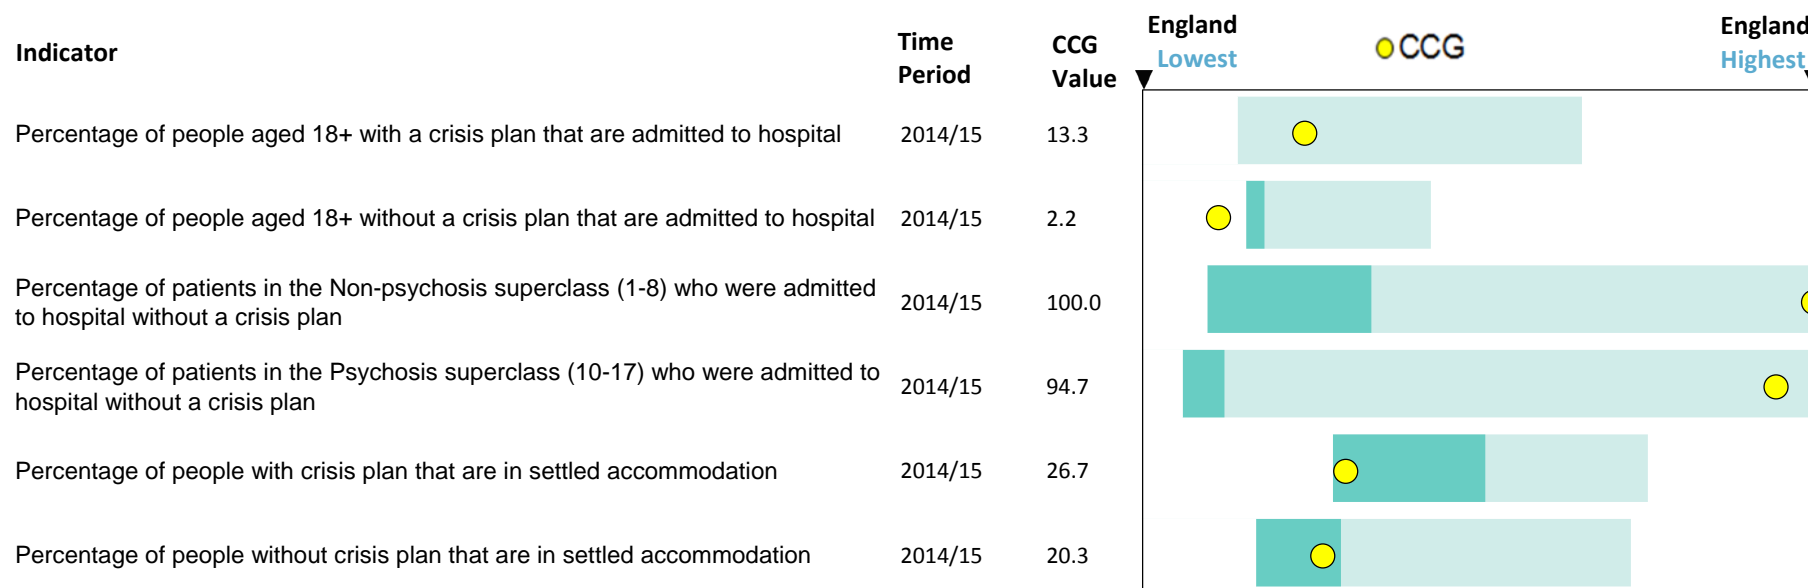 Indicator
Time
Period
CCG
Value
England
Lowest
CCG
England
Highest
Percentage of people aged 18+ with a crisis plan that are admitted to hospital 2014/15 13.3
Percentage of people aged 18+ without a crisis plan that are admitted to hospital 2014/15 2.2
Percentage of patients in the Non-psychosis superclass (1-8) who were admitted
to hospital without a crisis plan 2014/15 100.0
Percentage of patients in the Psychosis superclass (10-17) who were admitted to
hospital without a crisis plan 2014/15 94.7
Percentage of people with crisis plan that are in settled accommodation 2014/15 26.7
Percentage of people without crisis plan that are in settled accommodation 2014/15 20.3